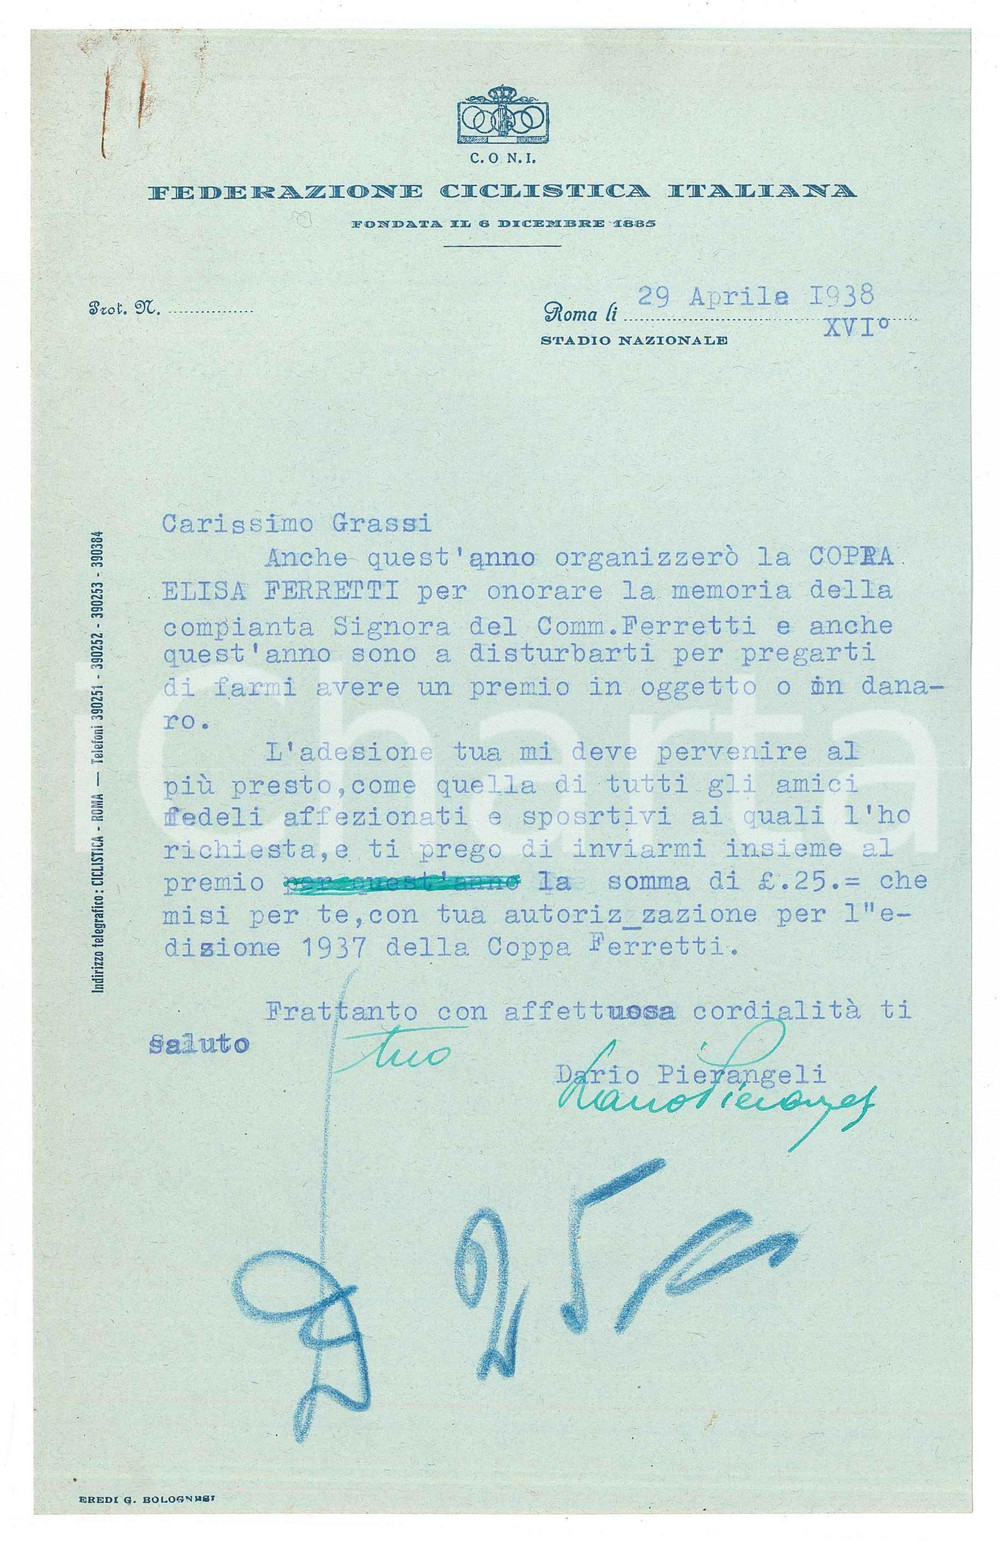 C.O N.I.
FEDERAZIONE CICLISTICA ITALIANA
FONDATA IL 6 DICEMBRE 1885
Prot. N. ................
Roma li 29 Aprile I938
XVI°
STADIO NAZIONALE
Indirizzo telegrafico: CICLISTICA - ROMA — Telefoni 390251 - 390252 - 390253 - 390384
Carissimo Grassi
Anche quest'anno organizzerò la COPPA
ELISA FERRETTI per onorare la memoria della
compianta Signora del Comm.Ferretti e anche
quest'anno sono a disturbarti per pregarti
di farmi avere un premio in oggetto o in dana-
ro.
L'adesione tua mi deve pervenire al
più presto,come quella di tutti gli amici
fedeli affezionati e sposrtivi ai quali l'ho
richiesta,e ti prego di inviarmi insieme al
premio per quest'anno la somma di £.25.= che
misi per te,con tua autoriz_zazione per l"e-
dizione 1937 della Coppa Ferretti.
Frattanto con affettuosa cordialità ti
Saluto
tuo
Dario Pierangeli
Dario Pierangeli
25
EREDI G. BOLOGNESI
iCharta